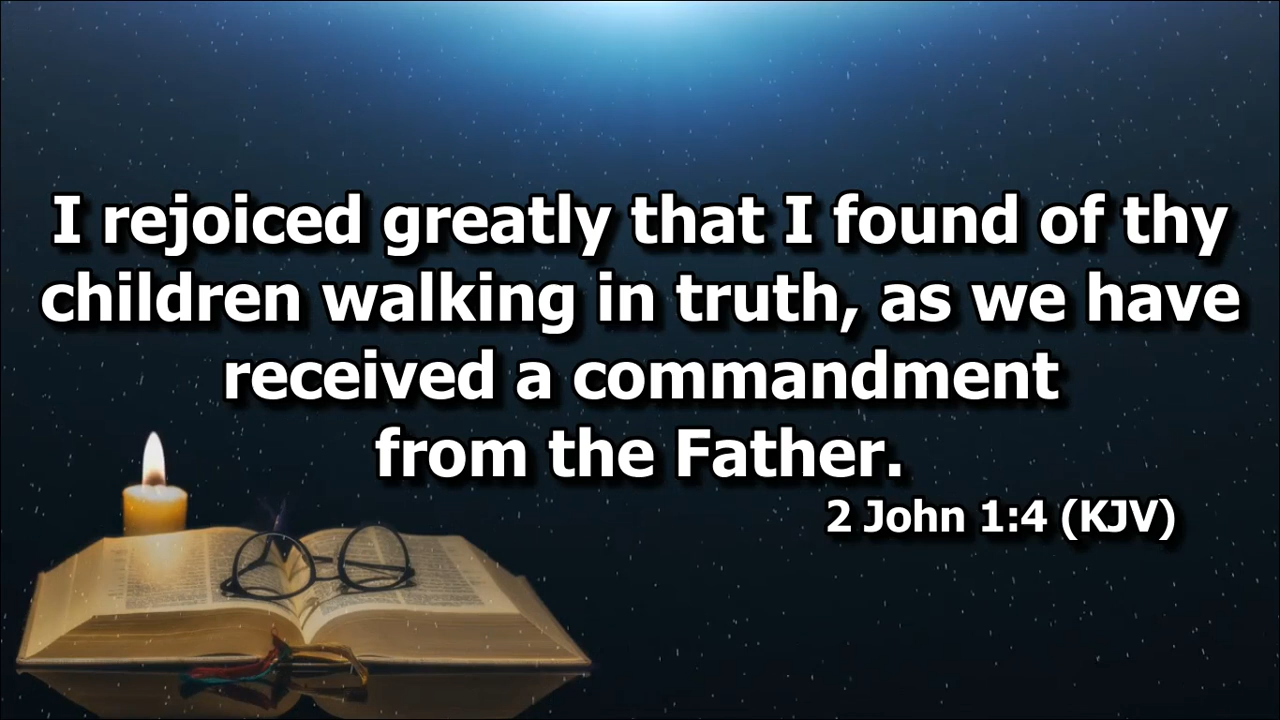 I rejoiced greatly that I found of thy
children walking in truth, as we have
received a commandment
from the Father.
2 John 1:4 (KJV)